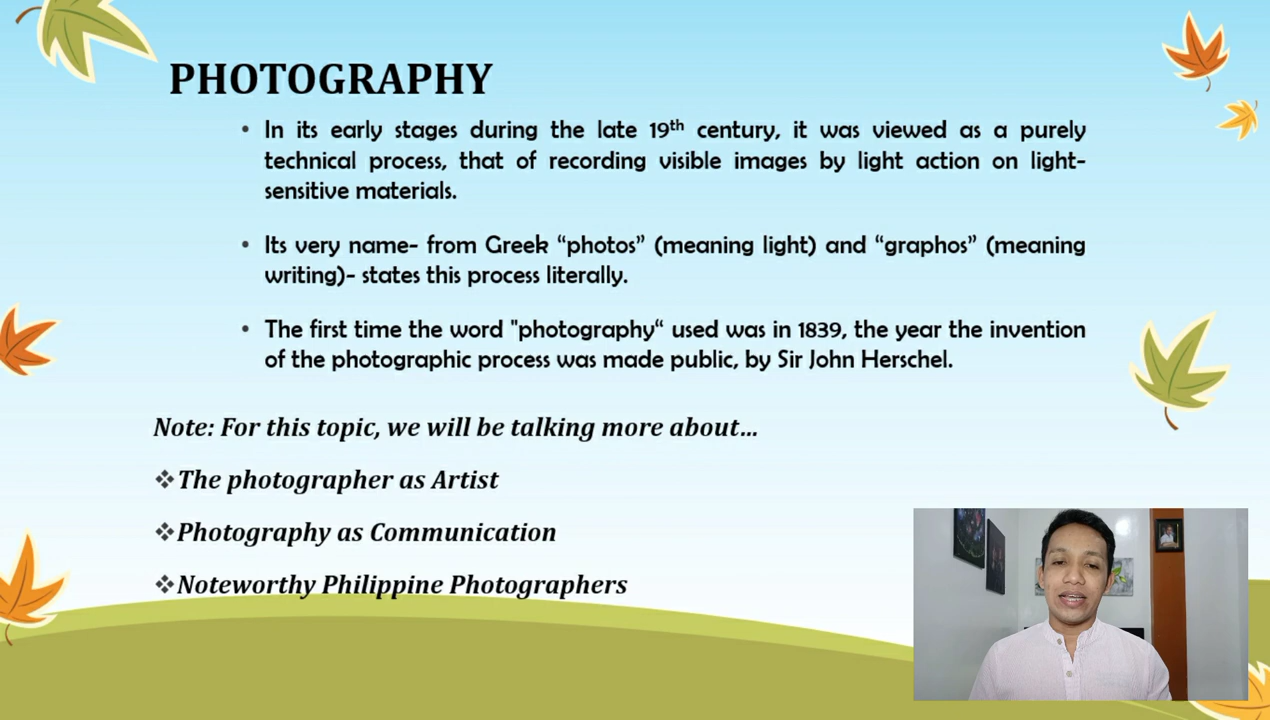 PHOTOGRAPHY
• In its early stages during the late 19th century, it was viewed as a purely
technical process, that of recording visible images by light action on light-
sensitive materials.
• Its very name- from Greek “photos” (meaning light) and “graphos” (meaning
writing)- states this process literally.
• The first time the word "photography“ used was in 1839, the year the invention
of the photographic process was made public, by Sir John Herschel.
Note: For this topic, we will be talking more about...
❖The photographer as Artist
❖Photography as Communication
❖Noteworthy Philippine Photographers